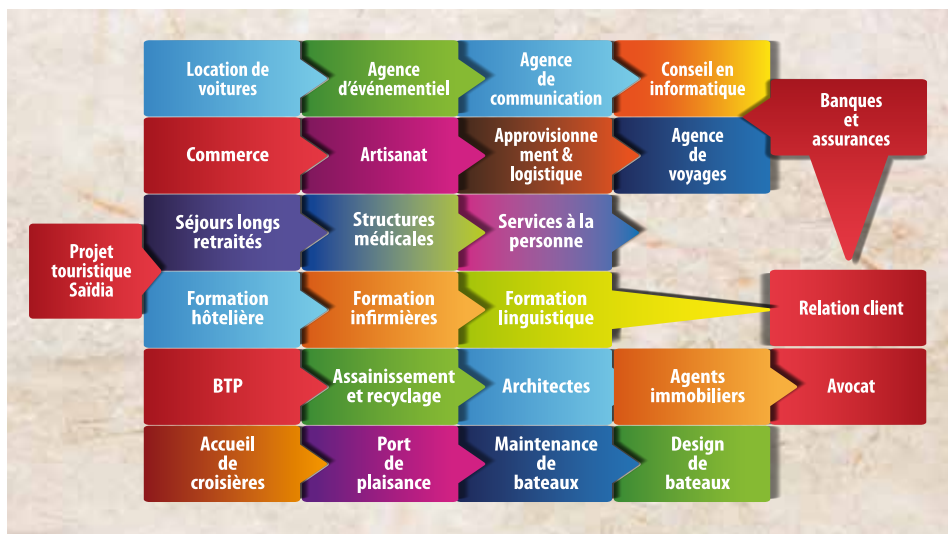 Location de
voitures
Agence
d'événementiel
Agence
de
communication
Conseil en
informatique
Banques
et
assurances
Commerce
Artisanat
Approvisionne
ment &
logistique
Agence
de
voyages
Projet
touristique
Saïdia
Séjours longs
retraités
Structures
médicales
Services à la
personne
Formation
hôtelière
Formation
infirmières
Formation
linguistique
Relation client
BTP
Assainissement
et recyclage
Architectes
Agents
immobiliers
Avocat
Accueil
de
croisières
Port
de
plaisance
Maintenance
de
bateaux
Design
de
bateaux